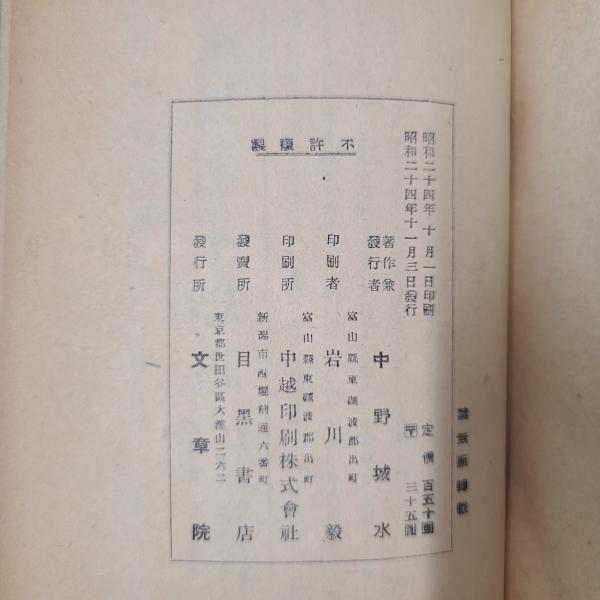 禁無断轉載
昭和二十四年十月一日印刷
昭和二十四年十一月三日發行
定價 百五十圓
〒 三十五圓
不許複製
著作兼
發行者 中野城水
富山縣東礪波郡出町
印刷者 岩川毅
富山縣東礪波郡出町
印刷所 中越印刷株式會社
新潟市西堀前通六番町
發賣所 目黑書店
東京都世田谷區大藏山二六二
發行所 文章院